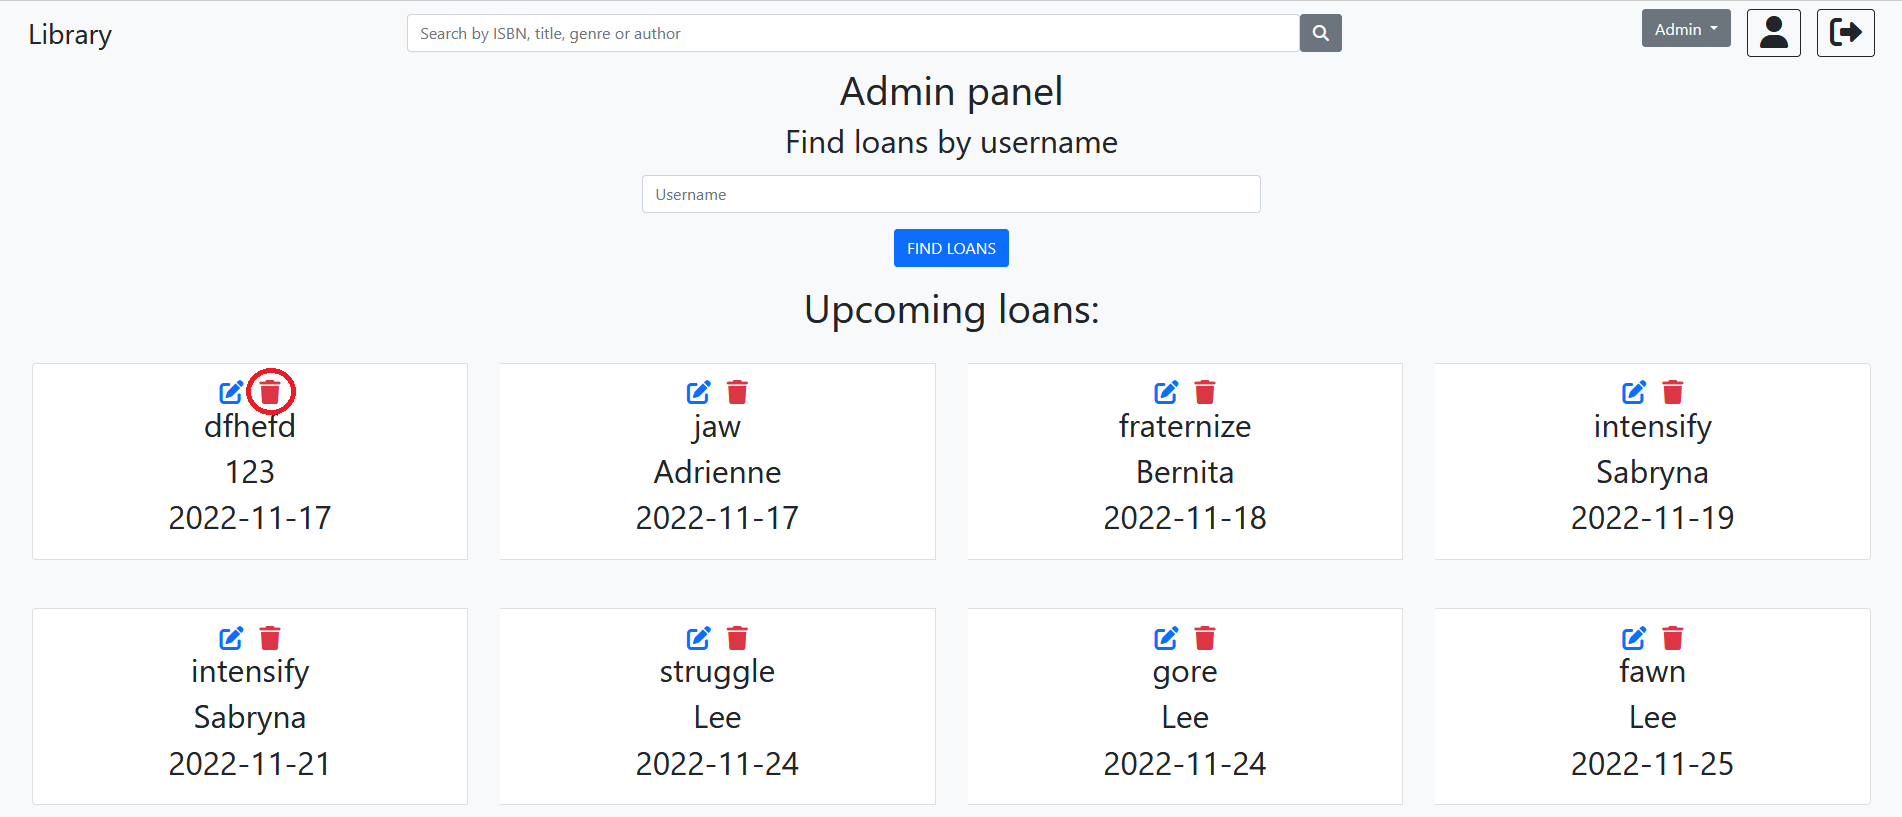 Library
Search by ISBN, title, genre or author
Admin
Admin panel
Find loans by username
Username
FIND LOANS
Upcoming loans:
dfhefd
123
2022-11-17
jaw
Adrienne
2022-11-17
fraternize
Bernita
2022-11-18
intensify
Sabryna
2022-11-19
intensify
Sabryna
2022-11-21
struggle
Lee
2022-11-24
gore
Lee
2022-11-24
fawn
Lee
2022-11-25